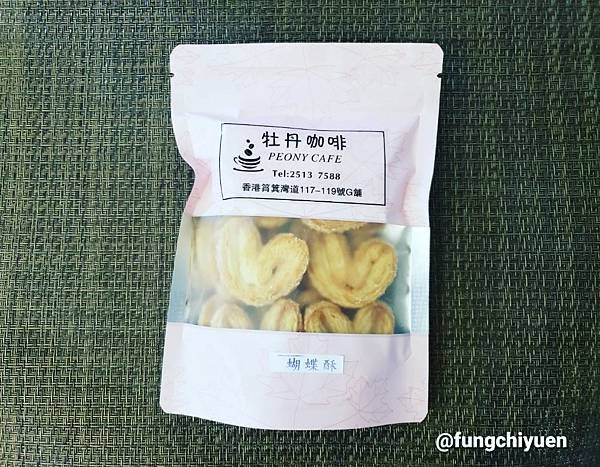 牡丹咖啡
PEONY CAFE
Tel:2513 7588
香港筲箕灣道117-119號G舖
蝴蝶酥
@fungchiyuen